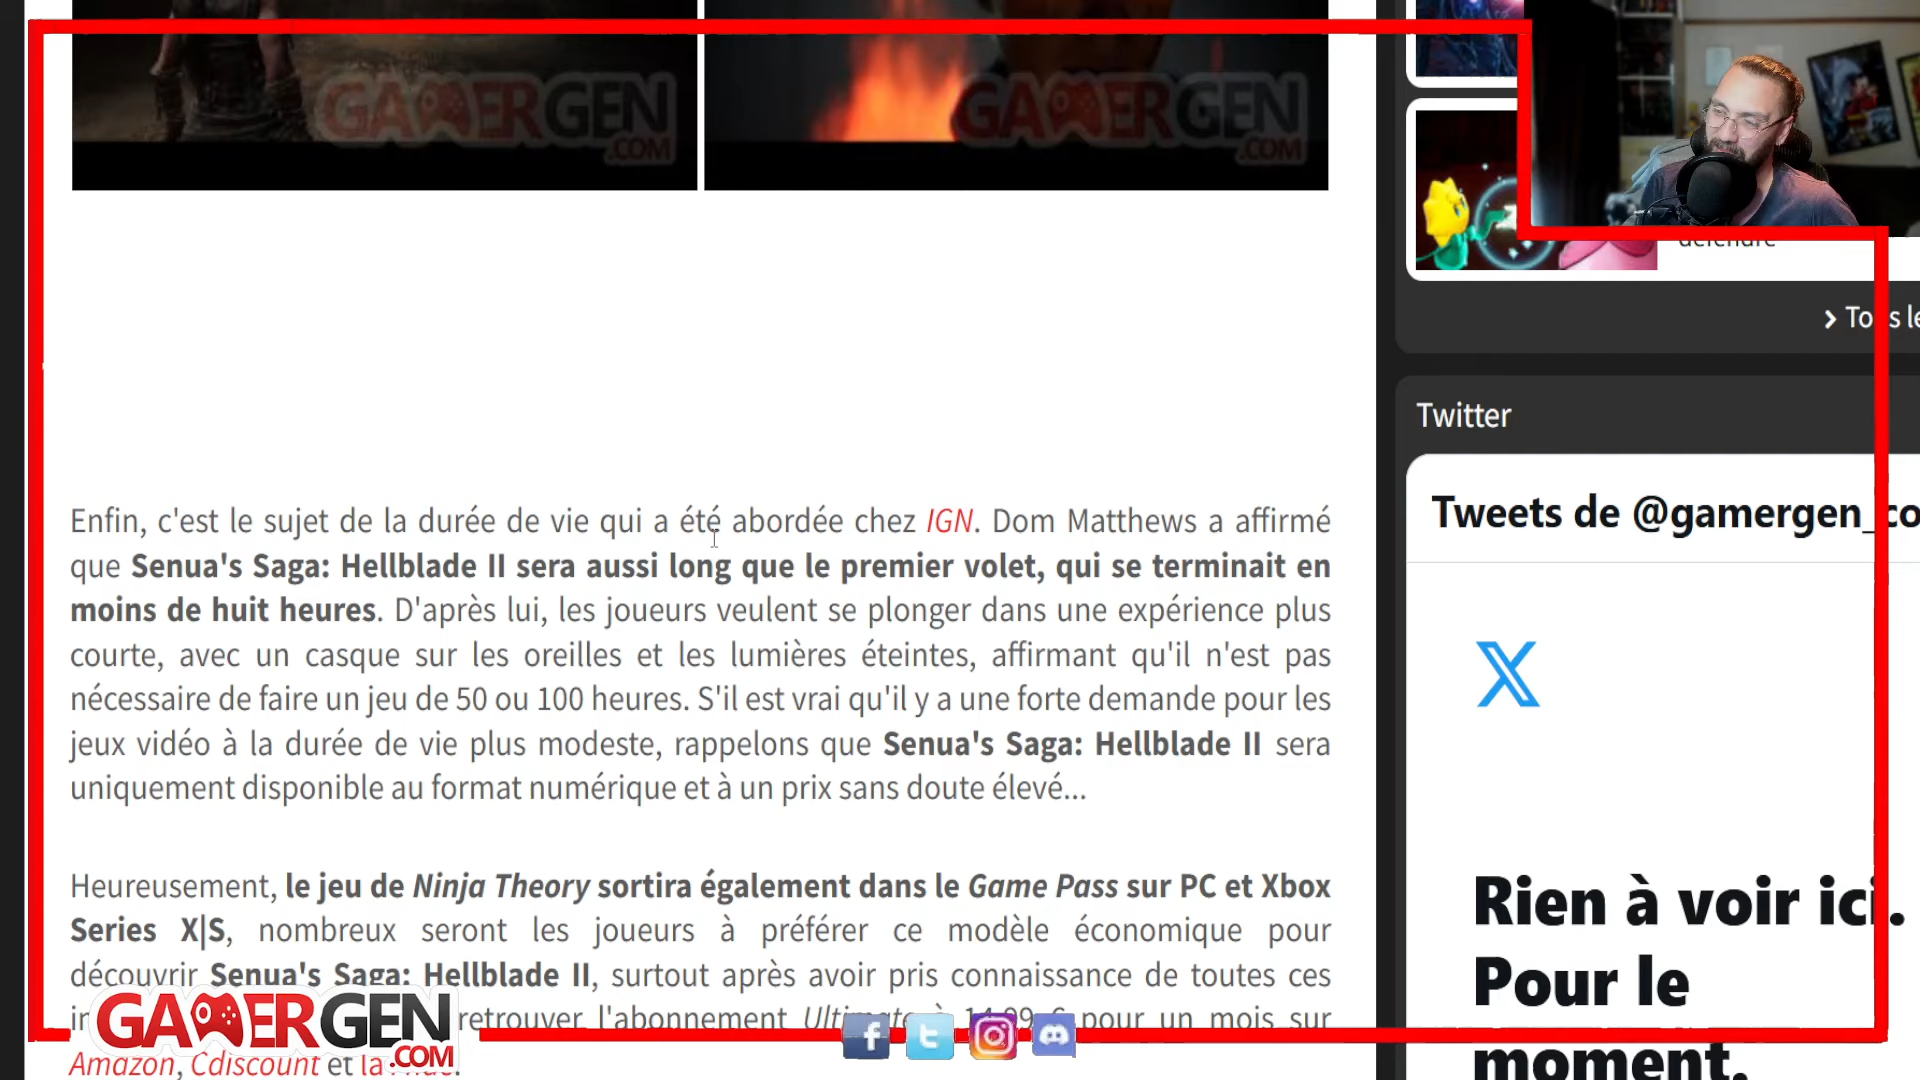 GAMERGEN
.COM
GAMERGEN
.COM
Enfin, c'est le sujet de la durée de vie qui a été abordée chez IGN. Dom Matthews a affirmé
que Senua's Saga: Hellblade II sera aussi long que le premier volet, qui se terminait en
moins de huit heures. D'après lui, les joueurs veulent se plonger dans une expérience plus
courte, avec un casque sur les oreilles et les lumières éteintes, affirmant qu'il n'est pas
nécessaire de faire un jeu de 50 ou 100 heures. S'il est vrai qu'il y a une forte demande pour les
jeux vidéo à la durée de vie plus modeste, rappelons que Senua's Saga: Hellblade II sera
uniquement disponible au format numérique et à un prix sans doute élevé...
Heureusement, le jeu de Ninja Theory sortira également dans le Game Pass sur PC et Xbox
Series X|S, nombreux seront les joueurs à préférer ce modèle économique pour
découvrir Senua's Saga: Hellblade II, surtout après avoir pris connaissance de toutes ces
retrouver l'abonnement Ultimate à 14,99 € pour un mois sur
Amazon, Cdiscount et la
GAMERGEN
.COM
défendre
Twitter
Tweets de @gamergen_co
Rien à voir ici.
Pour le
moment.